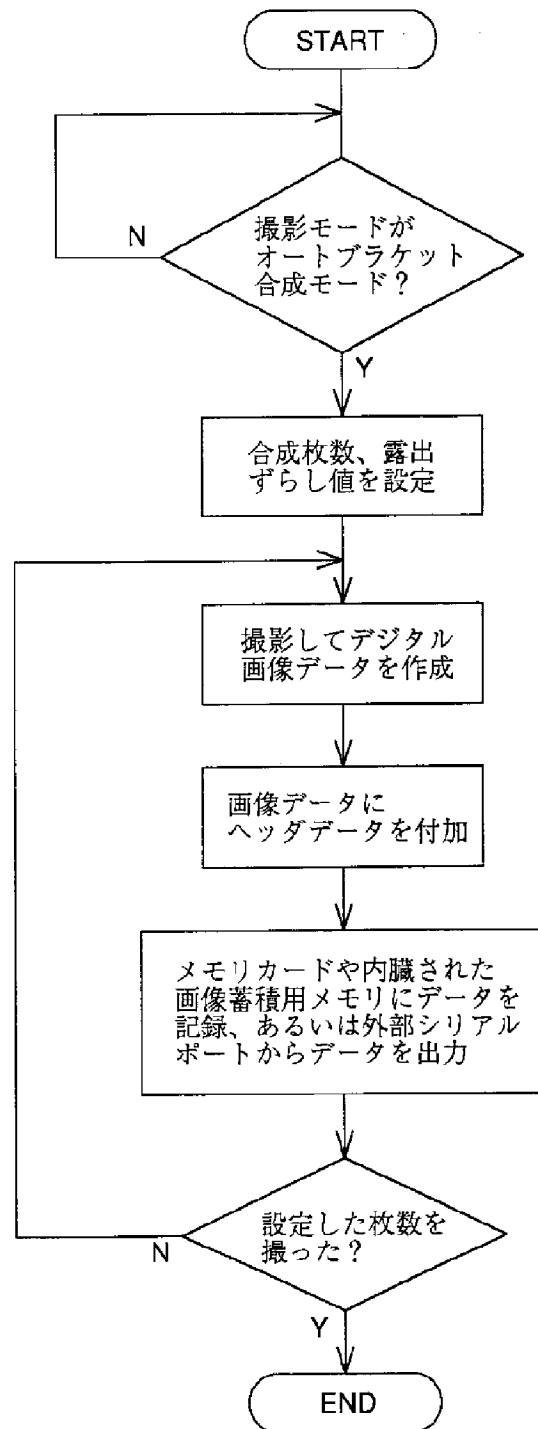 START
撮影モードが
オートブラケット
合成モード？
N
Y
合成枚数、露出
ずらし値を設定
撮影してデジタル
画像データを作成
画像データに
ヘッダデータを付加
メモリカードや内臓された
画像蓄積用メモリにデータを
記録、あるいは外部シリアル
ポートからデータを出力
設定した枚数を
撮った？
N
Y
END